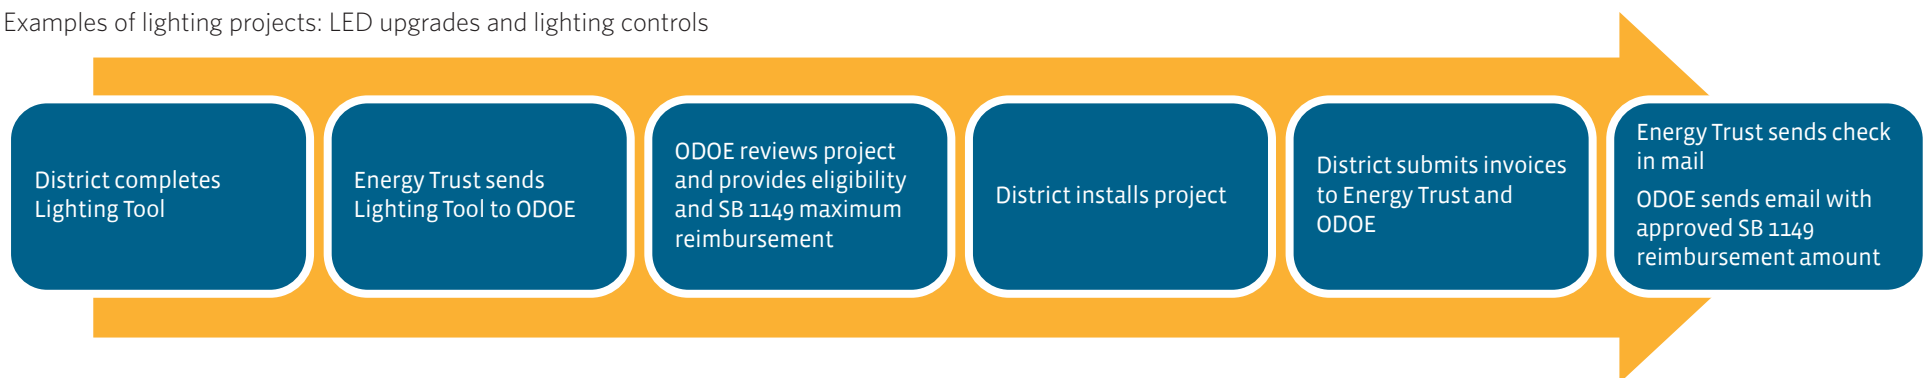 Examples of lighting projects: LED upgrades and lighting controls
District completes
Lighting Tool
Energy Trust sends
Lighting Tool to ODOE
ODOE reviews project
and provides eligibility
and SB 1149 maximum
reimbursement
District installs project
District submits invoices
to Energy Trust and
ODOE
Energy Trust sends check
in mail
ODOE sends email with
approved SB 1149
reimbursement amount